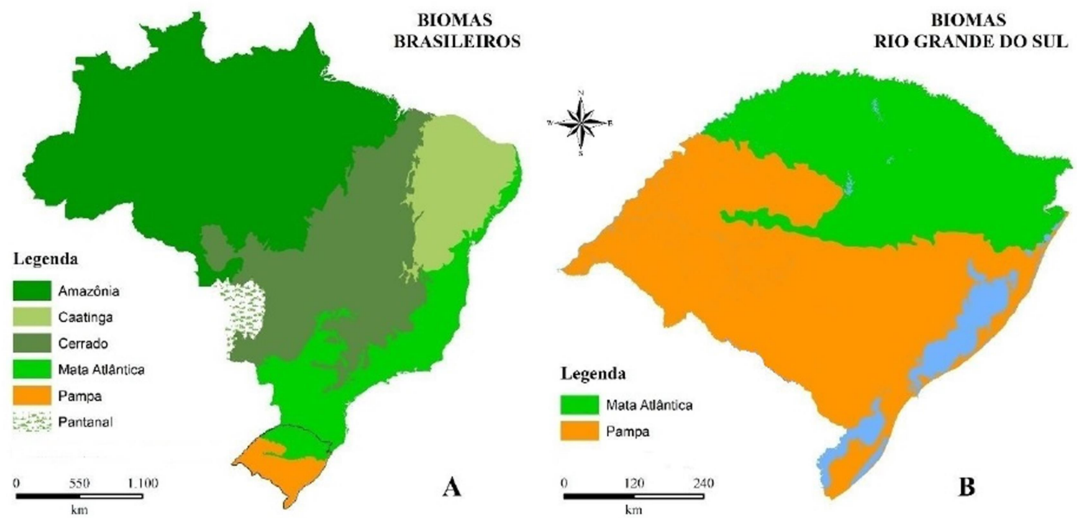 BIOMAS
BRASILEIROS
Legenda
Amazônia
Caatinga
Cerrado
Mata Atlântica
Pampa
Pantanal
0 550 1.100
km
A
BIOMAS
RIO GRANDE DO SUL
N
W E
S
Legenda
Mata Atlântica
Pampa
0 120 240
km
B